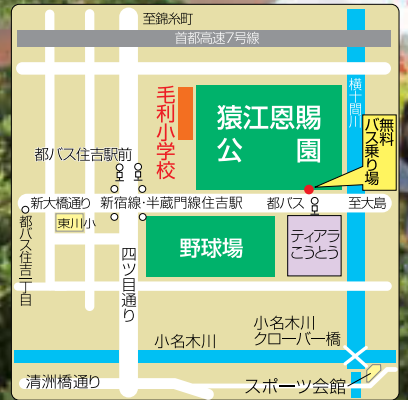 至錦糸町
首都高速7号線
毛利小学校
猿江恩賜
公　園
横十間川
無料
バス乗り場
都バス住吉駅前
新大橋通り
新宿線・半蔵門線住吉駅
都バス
至大島
東川小
都バス住吉一丁目
四ツ目通り
野球場
ティアラ
こうとう
小名木川
小名木川
クローバー橋
清洲橋通り
スポーツ会館